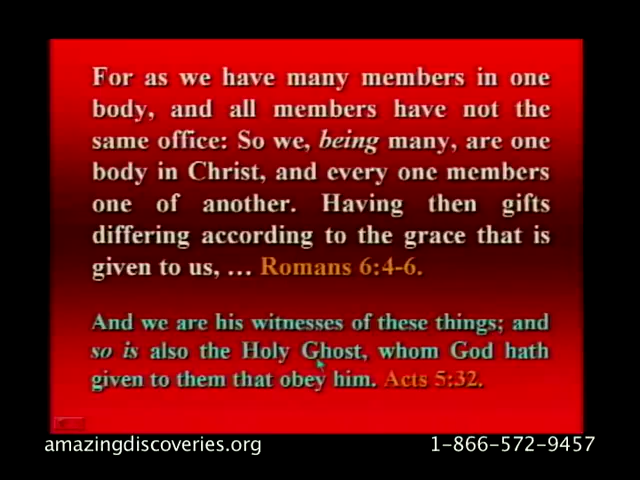 For as we have many members in one
body, and all members have not the
same office: So we, being many, are one
body in Christ, and every one members
one of another. Having then gifts
differing according to the grace that is
given to us, … Romans 6:4-6.
And we are his witnesses of these things; and
so is also the Holy Ghost, whom God hath
given to them that obey him. Acts 5:32.
amazingdiscoveries.org 1-866-572-9457